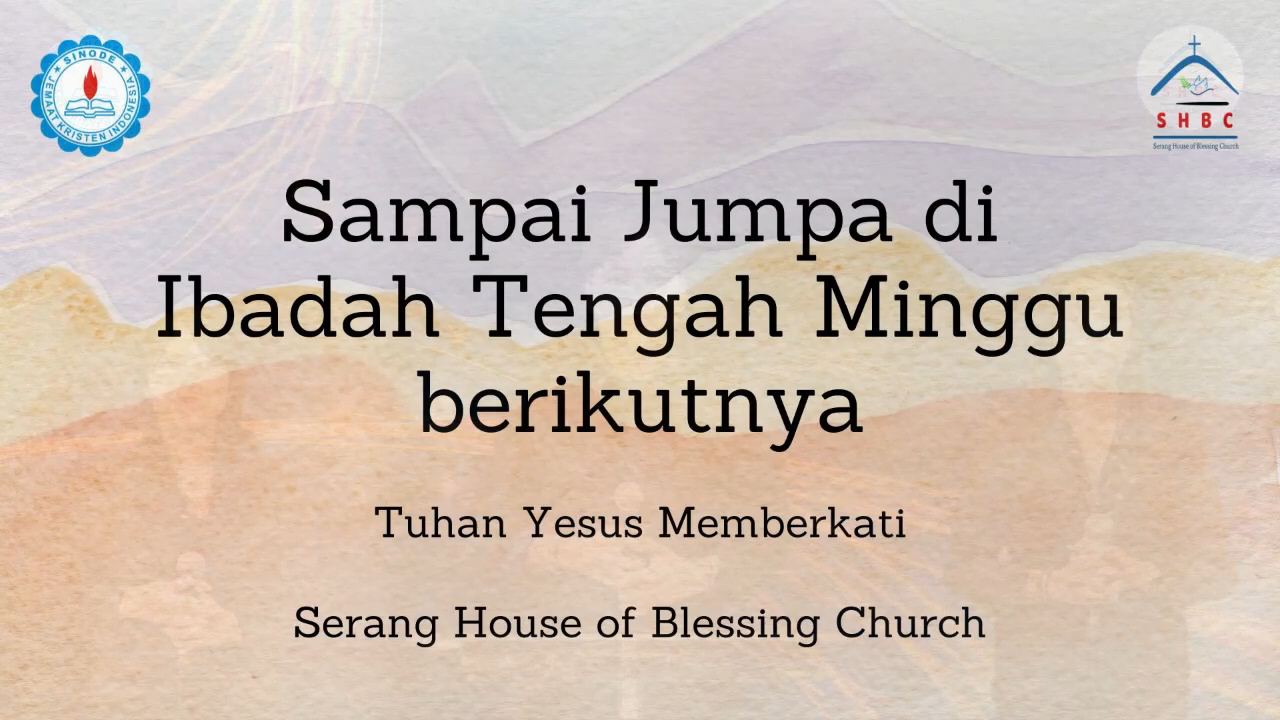 SINODE
JEMAAT KRISTEN INDONESIA
SHBC
Serang House of Blessing Church
Sampai Jumpa di
Ibadah Tengah Minggu
berikutnya
Tuhan Yesus Memberkati
Serang House of Blessing Church